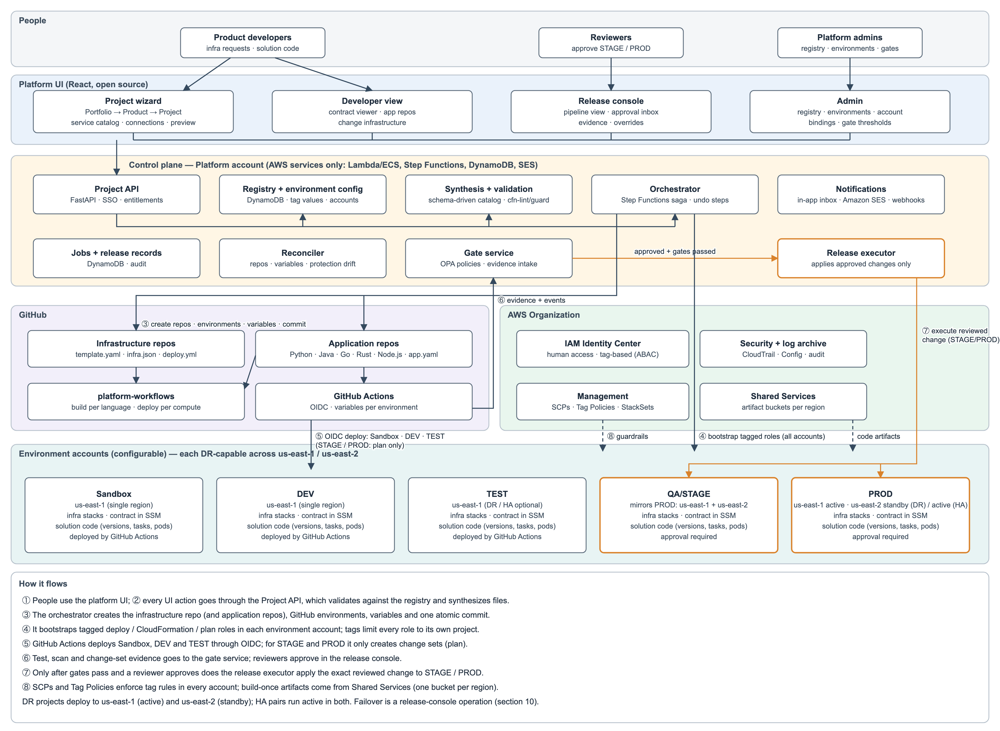 People
Product developers
infra requests · solution code
Reviewers
approve STAGE / PROD
Platform admins
registry · environments · gates
Platform UI (React, open source)
Project wizard
Portfolio → Product → Project
service catalog · connections · preview
Developer view
contract viewer · app repos
change infrastructure
Release console
pipeline view · approval inbox
evidence · overrides
Admin
registry · environments · account
bindings · gate thresholds
Control plane — Platform account (AWS services only: Lambda/ECS, Step Functions, DynamoDB, SES)
Project API
FastAPI · SSO · entitlements
Registry + environment config
DynamoDB · tag values · accounts
Synthesis + validation
schema-driven catalog · cfn-lint/guard
Orchestrator
Step Functions saga · undo steps
Notifications
in-app inbox · Amazon SES · webhooks
Jobs + release records
DynamoDB · audit
Reconciler
repos · variables · protection drift
Gate service
OPA policies · evidence intake
approved + gates passed
Release executor
applies approved changes only
⑥ evidence + events
GitHub
③ create repos · environments · variables · commit
Infrastructure repos
template.yaml · infra.json · deploy.yml
Application repos
Python · Java · Go · Rust · Node.js · app.yaml
platform-workflows
build per language · deploy per compute
GitHub Actions
OIDC · variables per environment
AWS Organization
IAM Identity Center
human access · tag-based (ABAC)
Security + log archive
CloudTrail · Config · audit
Management
SCPs · Tag Policies · StackSets
Shared Services
artifact buckets per region
⑦ execute reviewed
change (STAGE/PROD)
⑤ OIDC deploy: Sandbox · DEV · TEST
(STAGE / PROD: plan only)
⑧ guardrails
④ bootstrap tagged roles (all accounts)
code artifacts
Environment accounts (configurable) — each DR-capable across us-east-1 / us-east-2
Sandbox
us-east-1 (single region)
infra stacks · contract in SSM
solution code (versions, tasks, pods)
deployed by GitHub Actions
DEV
us-east-1 (single region)
infra stacks · contract in SSM
solution code (versions, tasks, pods)
deployed by GitHub Actions
TEST
us-east-1 (DR / HA optional)
infra stacks · contract in SSM
solution code (versions, tasks, pods)
deployed by GitHub Actions
QA/STAGE
mirrors PROD: us-east-1 + us-east-2
infra stacks · contract in SSM
solution code (versions, tasks, pods)
approval required
PROD
us-east-1 active · us-east-2 standby (DR) / active (HA)
infra stacks · contract in SSM
solution code (versions, tasks, pods)
approval required
How it flows
① People use the platform UI; ② every UI action goes through the Project API, which validates against the registry and synthesizes files.
③ The orchestrator creates the infrastructure repo (and application repos), GitHub environments, variables and one atomic commit.
④ It bootstraps tagged deploy / CloudFormation / plan roles in each environment account; tags limit every role to its own project.
⑤ GitHub Actions deploys Sandbox, DEV and TEST through OIDC; for STAGE and PROD it only creates change sets (plan).
⑥ Test, scan and change-set evidence goes to the gate service; reviewers approve in the release console.
⑦ Only after gates pass and a reviewer approves does the release executor apply the exact reviewed change to STAGE / PROD.
⑧ SCPs and Tag Policies enforce tag rules in every account; build-once artifacts come from Shared Services (one bucket per region).
DR projects deploy to us-east-1 (active) and us-east-2 (standby); HA pairs run active in both. Failover is a release-console operation (section 10).